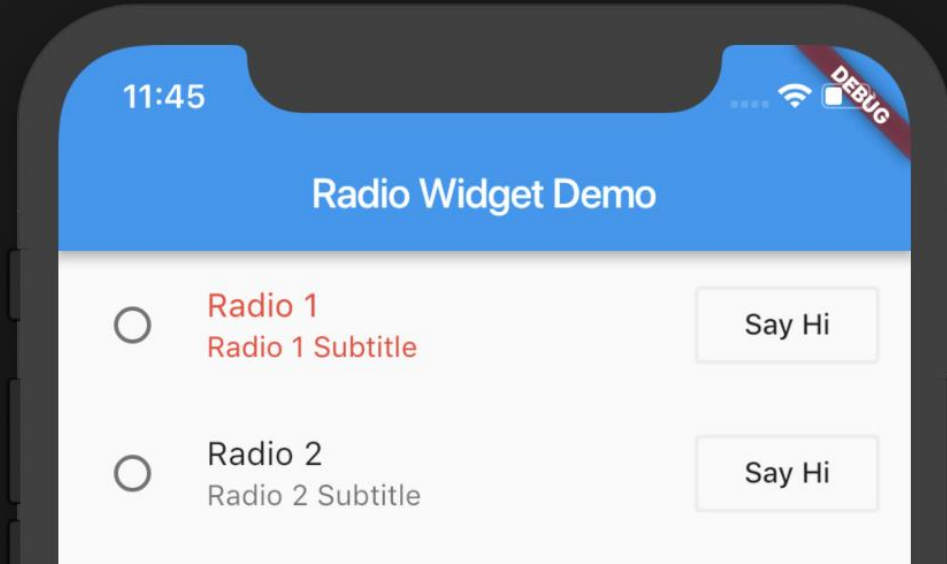 11:45
DEBUG
Radio Widget Demo
Radio 1
Radio 1 Subtitle
Say Hi
Radio 2
Radio 2 Subtitle
Say Hi